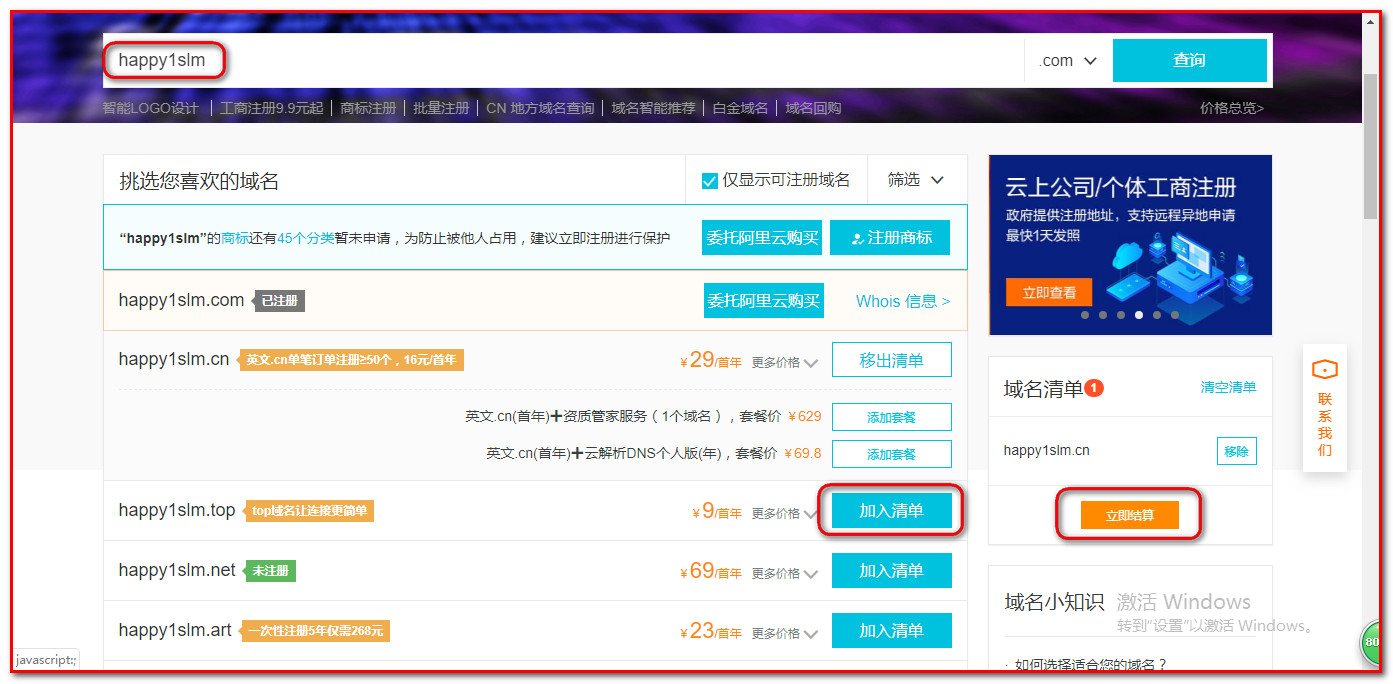 happy1slm
.com
查询
智能LOGO设计 | 工商注册9.9元起 | 商标注册 | 批量注册 | CN 地方域名查询 | 域名智能推荐 | 白金域名 | 域名回购
价格总览>
挑选您喜欢的域名
仅显示可注册域名
筛选
“happy1slm”的商标还有45个分类暂未申请，为防止被他人占用，建议立即注册进行保护
委托阿里云购买
注册商标
happy1slm.com 已注册
委托阿里云购买
Whois 信息 >
happy1slm.cn 英文.cn单笔订单注册≥50个，16元/首年
¥29/首年 更多价格
移出清单
英文.cn(首年)+资质管家服务（1个域名），套餐价 ¥629
添加套餐
英文.cn(首年)+云解析DNS个人版(年)，套餐价 ¥69.8
添加套餐
happy1slm.top top域名让连接更简单
¥9/首年 更多价格
加入清单
happy1slm.net 未注册
¥69/首年 更多价格
加入清单
happy1slm.art 一次性注册5年仅需268元
¥23/首年 更多价格
加入清单
云上公司/个体工商注册
政府提供注册地址，支持远程异地申请
最快1天发照
立即查看
域名清单 1
清空清单
happy1slm.cn
移除
立即结算
域名小知识
· 如何选择适合您的域名？
联系我们
激活 Windows
转到“设置”以激活 Windows。
80
javascript:;